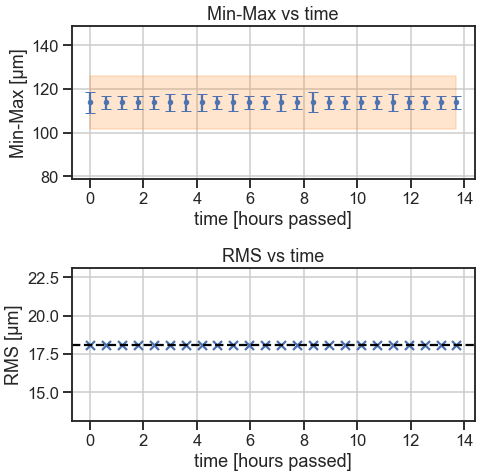 Min-Max vs time
Min-Max [μm]
140
120
100
80
0 2 4 6 8 10 12 14
time [hours passed]
RMS vs time
RMS [μm]
22.5
20.0
17.5
15.0
0 2 4 6 8 10 12 14
time [hours passed]